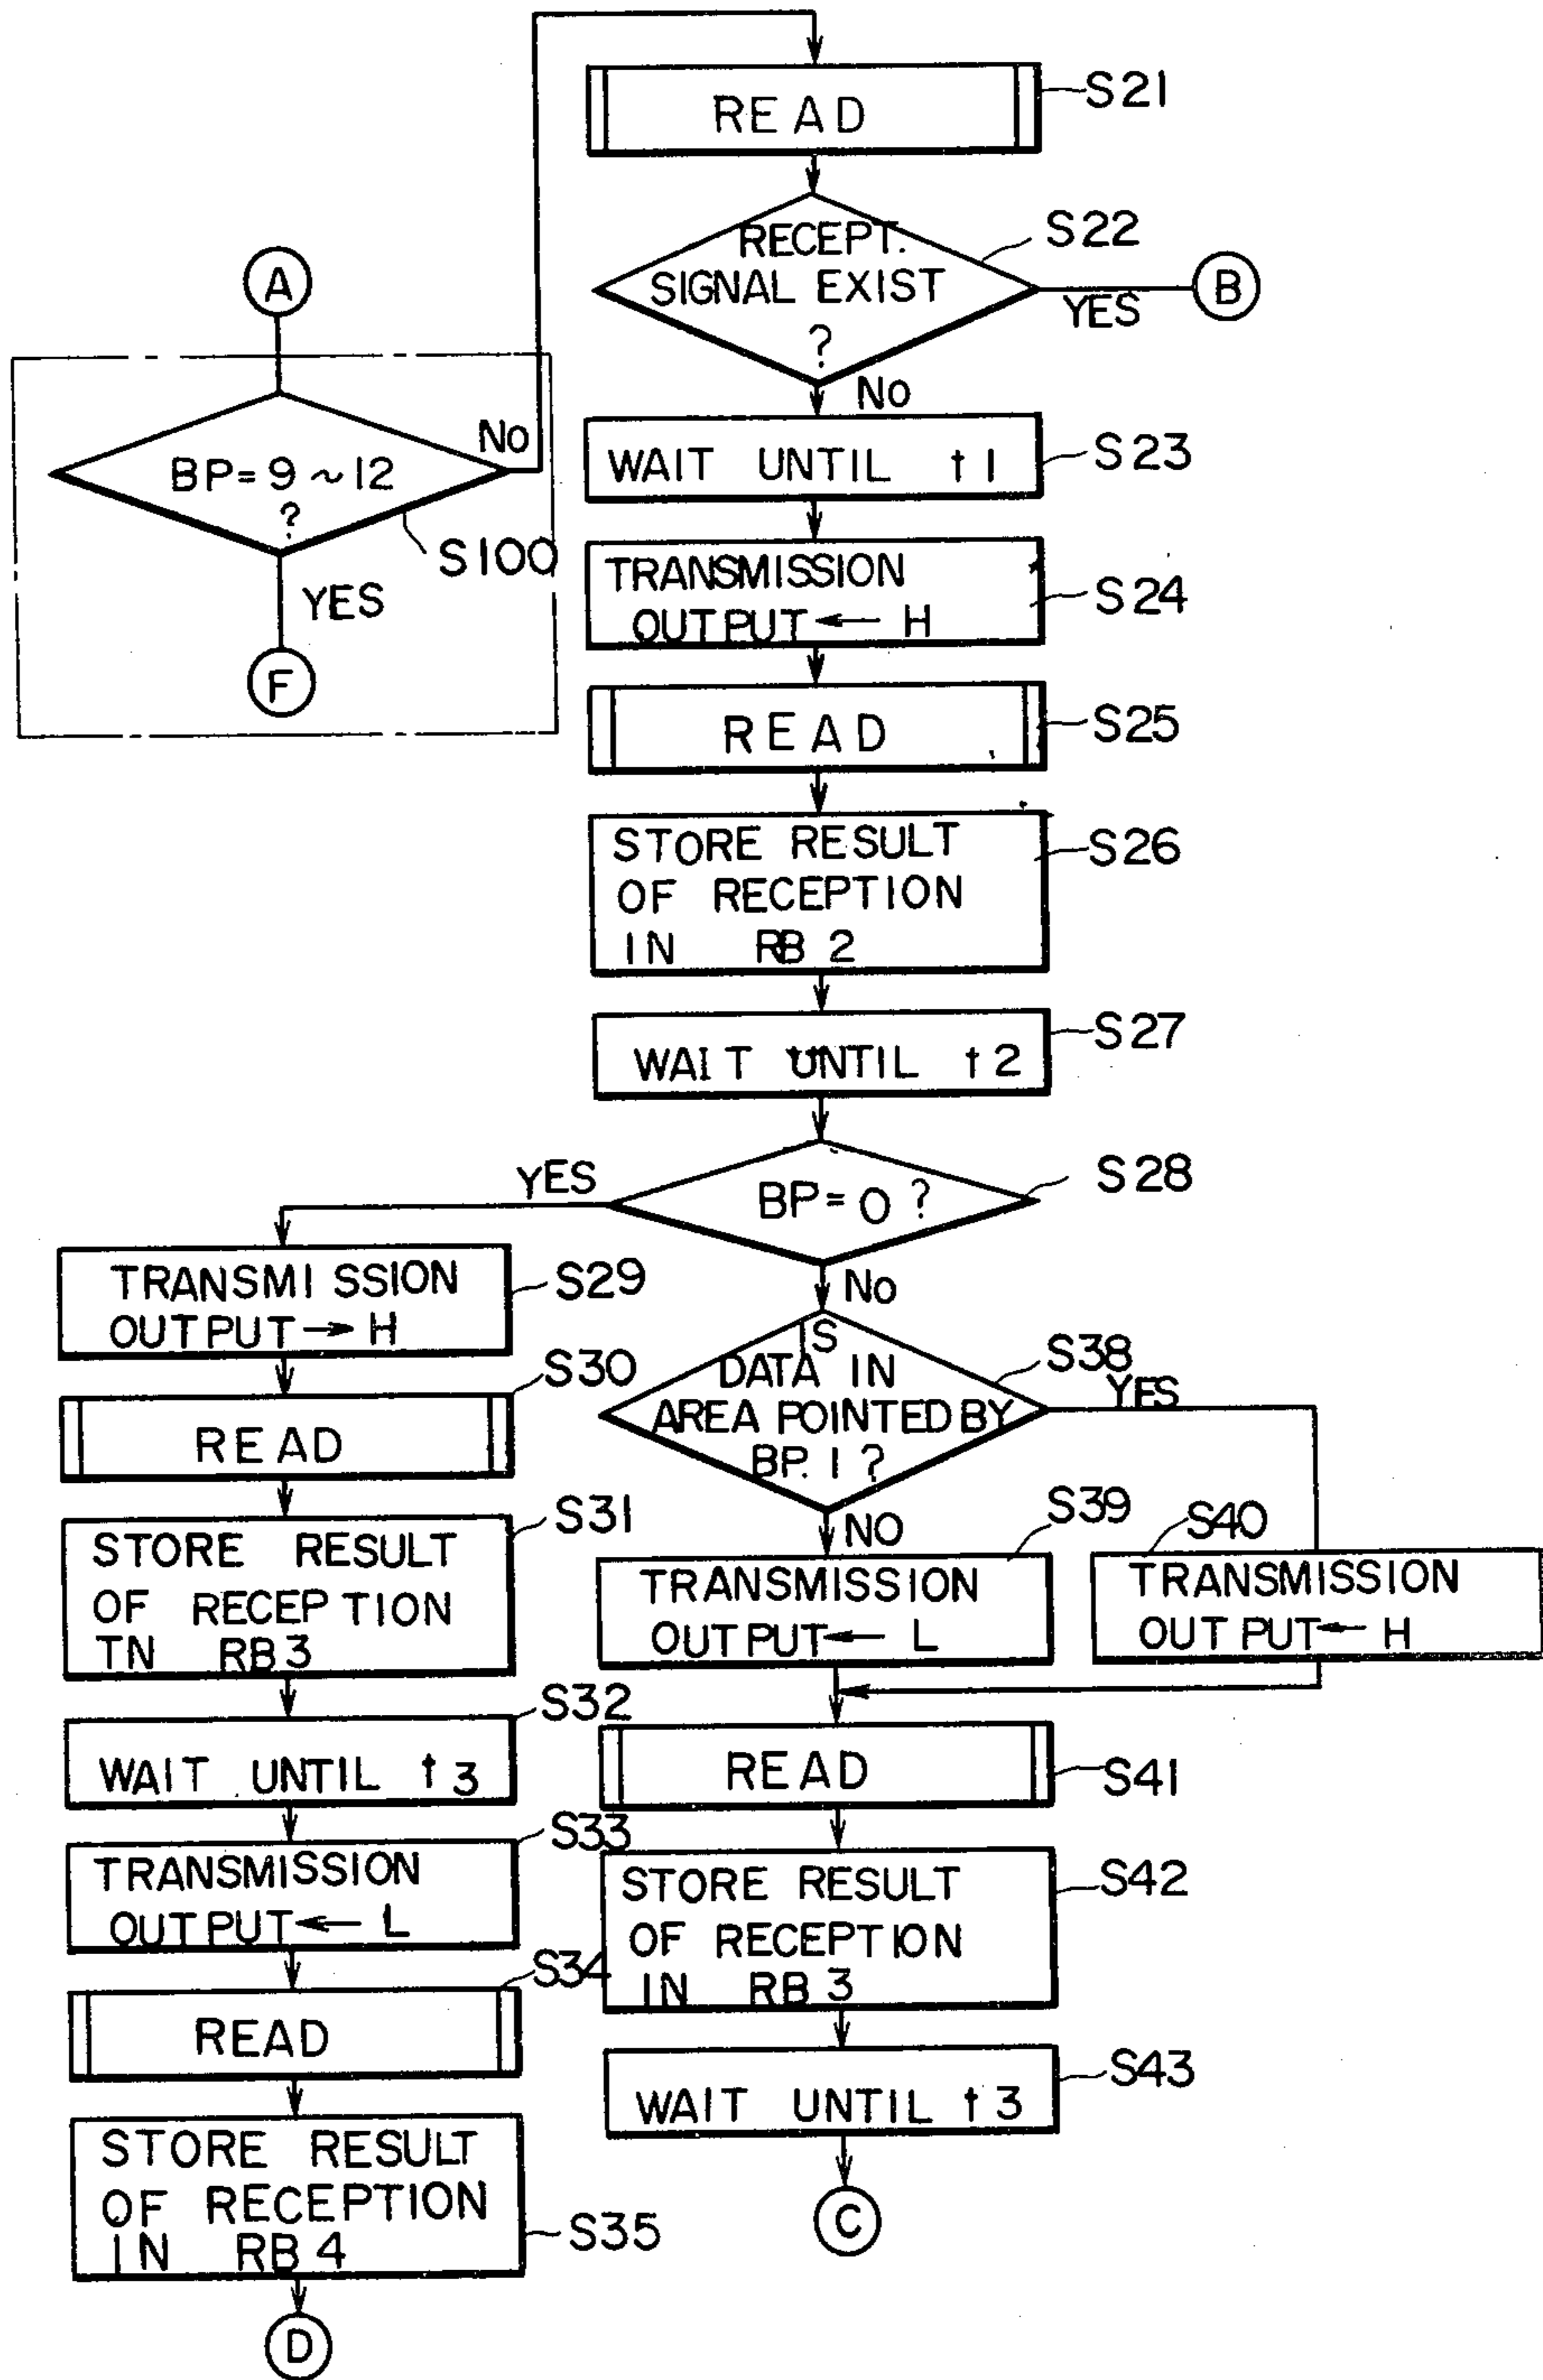 A
BP=9~12
?
No
S100
YES
F
READ
S21
RECEPT.
SIGNAL EXIST
?
S22
YES
B
No
WAIT UNTIL t1
S23
TRANSMISSION
OUTPUT ← H
S24
READ
S25
STORE RESULT
OF RECEPTION
IN RB 2
S26
WAIT UNTIL t2
S27
BP=0 ?
S28
YES
No
TRANSMISSION
OUTPUT → H
S29
READ
S30
STORE RESULT
OF RECEPTION
TN RB3
S31
WAIT UNTIL t3
S32
TRANSMISSION
OUTPUT ← L
S33
READ
S34
STORE RESULT
OF RECEPTION
IN RB4
S35
D
IS
DATA IN
AREA POINTED BY
BP. 1 ?
S38
YES
NO
TRANSMISSION
OUTPUT ← L
S39
TRANSMISSION
OUTPUT ← H
S40
READ
S41
STORE RESULT
OF RECEPTION
IN RB 3
S42
WAIT UNTIL t3
S43
C